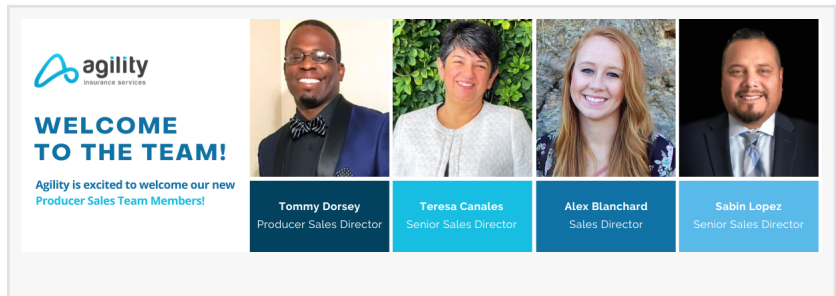 agility
insurance services
WELCOME
TO THE TEAM!
Agility is excited to welcome our new
Producer Sales Team Members!
Tommy Dorsey
Producer Sales Director
Teresa Canales
Senior Sales Director
Alex Blanchard
Sales Director
Sabin Lopez
Senior Sales Director